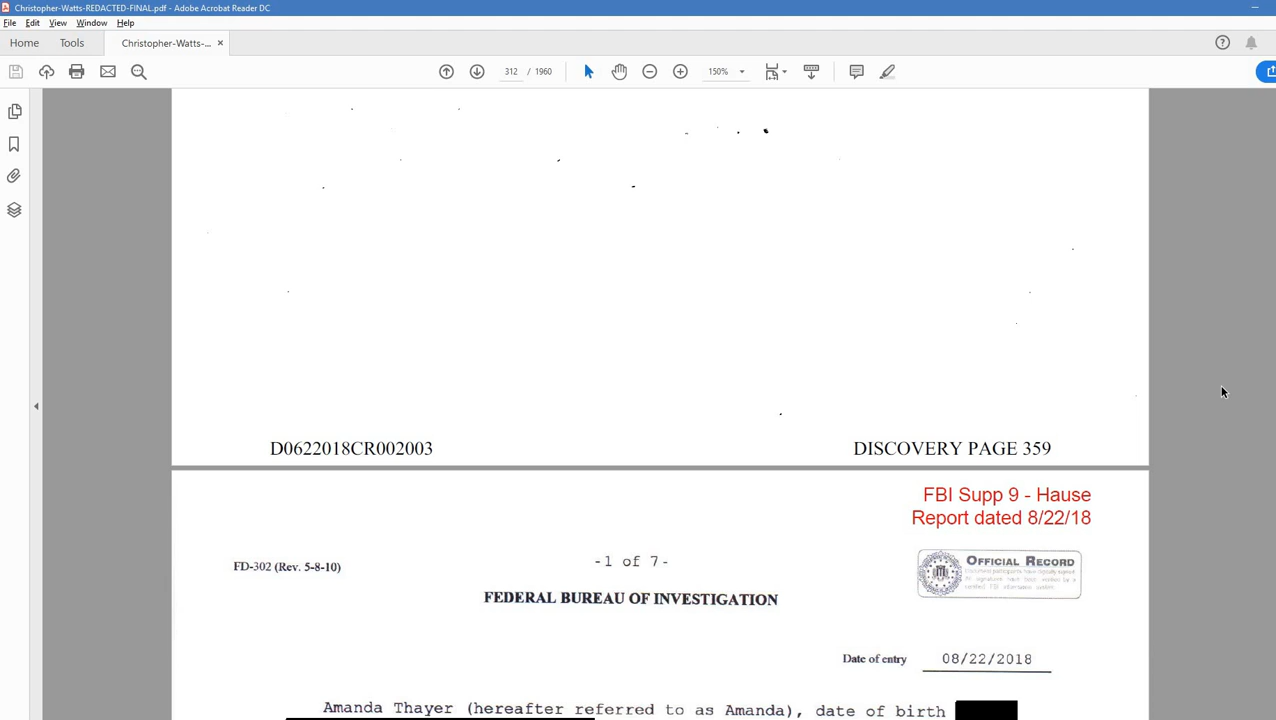 Christopher-Watts-REDACTED-FINAL.pdf - Adobe Acrobat Reader DC
File Edit View Window Help
Home Tools Christopher-Watts-... ×
312 / 1960 150%
D0622018CR002003 DISCOVERY PAGE 359
FBI Supp 9 - Hause
Report dated 8/22/18
FD-302 (Rev. 5-8-10) -1 of 7- OFFICIAL RECORD
FEDERAL BUREAU OF INVESTIGATION
Date of entry 08/22/2018
Amanda Thayer (hereafter referred to as Amanda), date of birth